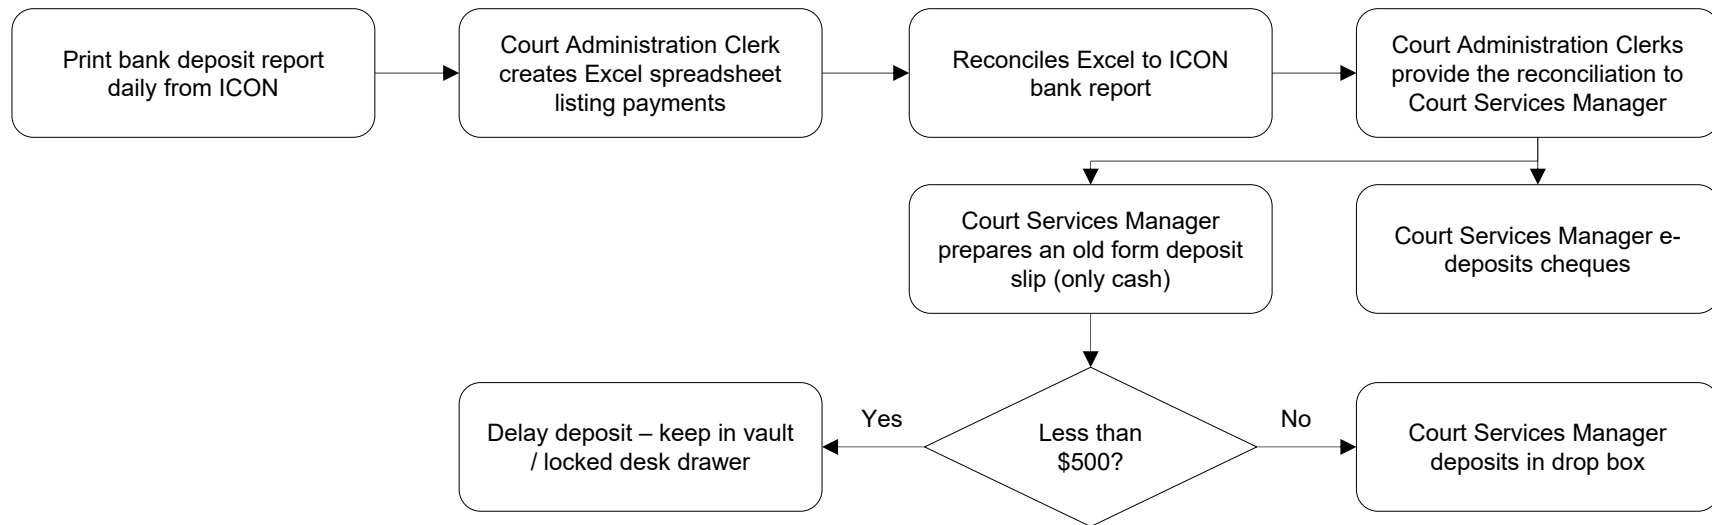 Print bank deposit report
daily from ICON
Court Administration Clerk
creates Excel spreadsheet
listing payments
Reconciles Excel to ICON
bank report
Court Administration Clerks
provide the reconciliation to
Court Services Manager
Court Services Manager
prepares an old form deposit
slip (only cash)
Court Services Manager e-
deposits cheques
Delay deposit – keep in vault
/ locked desk drawer
Yes
Less than
$500?
No
Court Services Manager
deposits in drop box